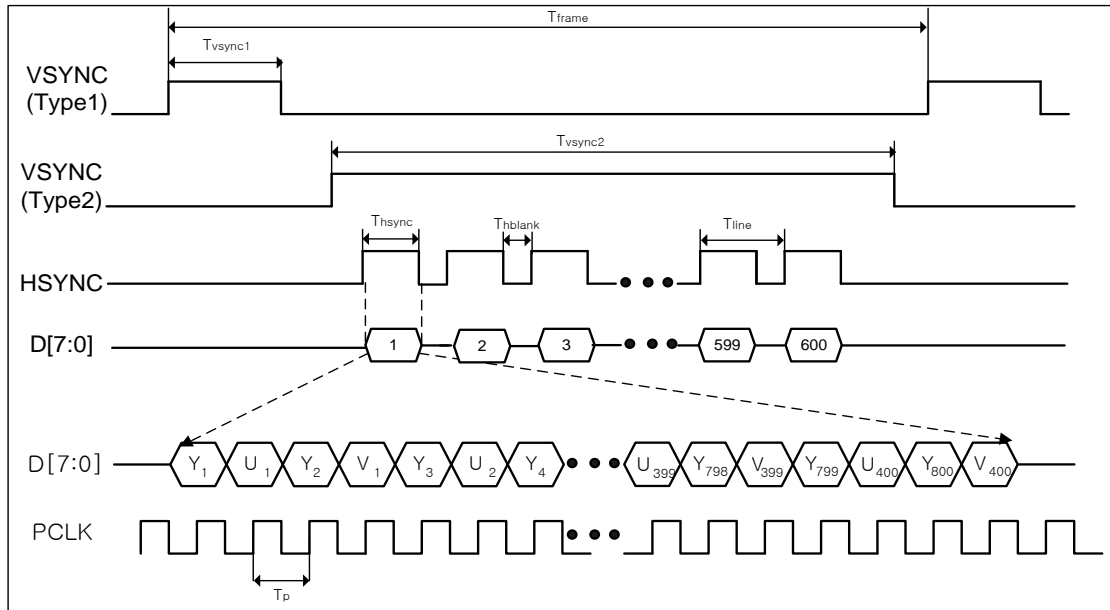 Tframe
Tvsync1
VSYNC
(Type1)
Tvsync2
VSYNC
(Type2)
Thsync
Thblank
Tline
HSYNC
D[7:0]
1
2
3
599
600
D[7:0]
Y1
U1
Y2
V1
Y3
U2
Y4
U399
Y798
V399
Y799
U400
Y800
V400
PCLK
Tp